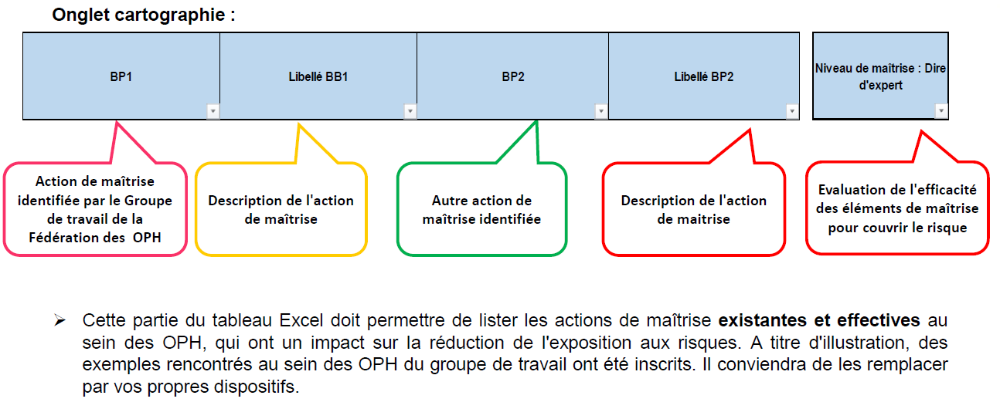 Onglet cartographie :
BP1
Libellé BB1
BP2
Libellé BP2
Niveau de maîtrise : Dire
d'expert
Action de maîtrise
identifiée par le Groupe
de travail de la
Fédération des OPH
Description de l'action
de maîtrise
Autre action de
maîtrise identifiée
Description de l'action
de maitrise
Evaluation de l'efficacité
des éléments de maîtrise
pour couvrir le risque
➢ Cette partie du tableau Excel doit permettre de lister les actions de maîtrise existantes et effectives au
sein des OPH, qui ont un impact sur la réduction de l'exposition aux risques. A titre d'illustration, des
exemples rencontrés au sein des OPH du groupe de travail ont été inscrits. Il conviendra de les remplacer
par vos propres dispositifs.